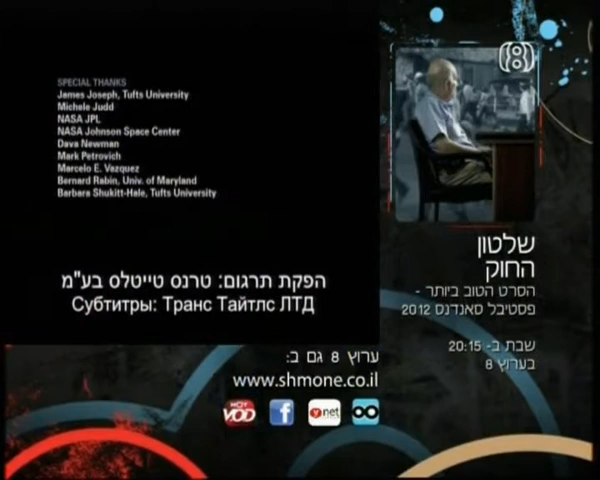 SPECIAL THANKS
James Joseph, Tufts University
Michele Judd
NASA JPL
NASA Johnson Space Center
Dava Newman
Mark Petrovich
Marcelo E. Vazquez
Bernard Rabin, Univ. of Maryland
Barbara Shukitt-Hale, Tufts University
הפקת תרגום: טרנס טייטלס בע"מ
Субтитры: Транс Тайтлс ЛТД
8
שלטון
החוק
הסרט הטוב ביותר -
פסטיבל סאנדנס 2012
שבת ב- 20:15
בערוץ 8
ערוץ 8 גם ב:
www.shmone.co.il
HOT
VOD
f
ynet